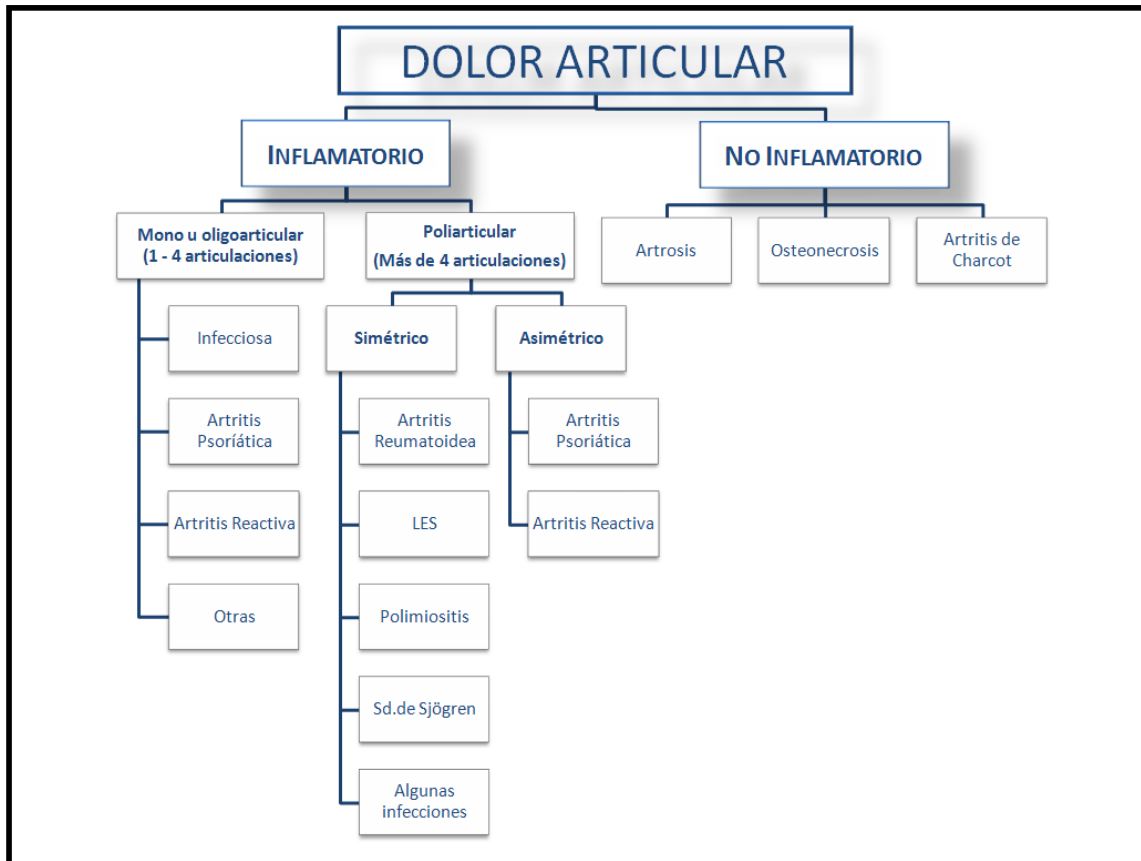 DOLOR ARTICULAR
INFLAMATORIO
NO INFLAMATORIO
Mono u oligoarticular
(1 - 4 articulaciones)
Poliarticular
(Más de 4 articulaciones)
Artrosis
Osteonecrosis
Artritis de
Charcot
Infecciosa
Artritis
Psoríática
Artritis Reactiva
Otras
Simétrico
Asimétrico
Artritis
Reumatoidea
LES
Polimiositis
Sd.de Sjögren
Algunas
infecciones
Artritis
Psoriática
Artritis Reactiva